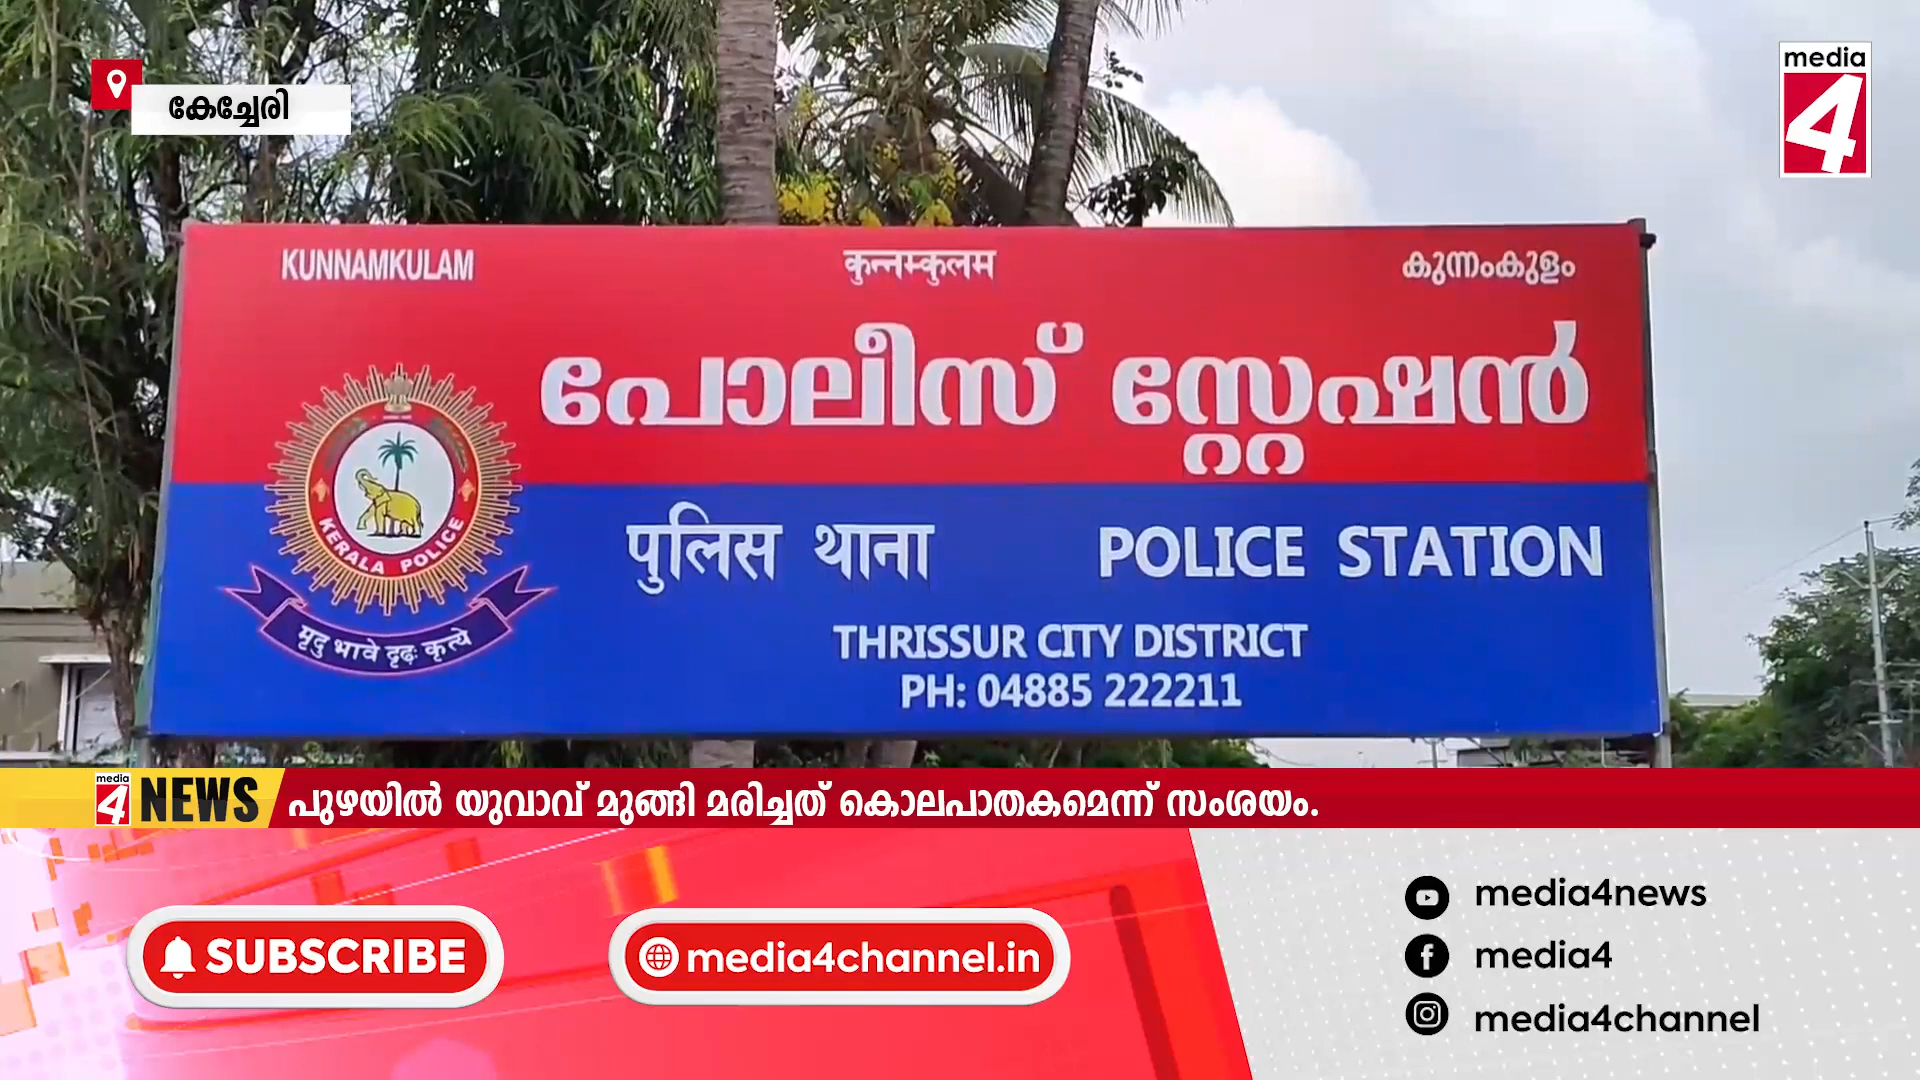 കേച്ചേരി
media
4
KUNNAMKULAM
कुन्नम्कुलम
കുന്നംകുളം
പോലീസ് സ്റ്റേഷൻ
KERALA POLICE
मृदु भावे दृढः कृत्ये
पुलिस थाना
POLICE STATION
THRISSUR CITY DISTRICT
PH: 04885 222211
media
4 NEWS
പുഴയിൽ യുവാവ് മുങ്ങി മരിച്ചത് കൊലപാതകമെന്ന് സംശയം.
SUBSCRIBE
media4channel.in
media4news
media4
media4channel